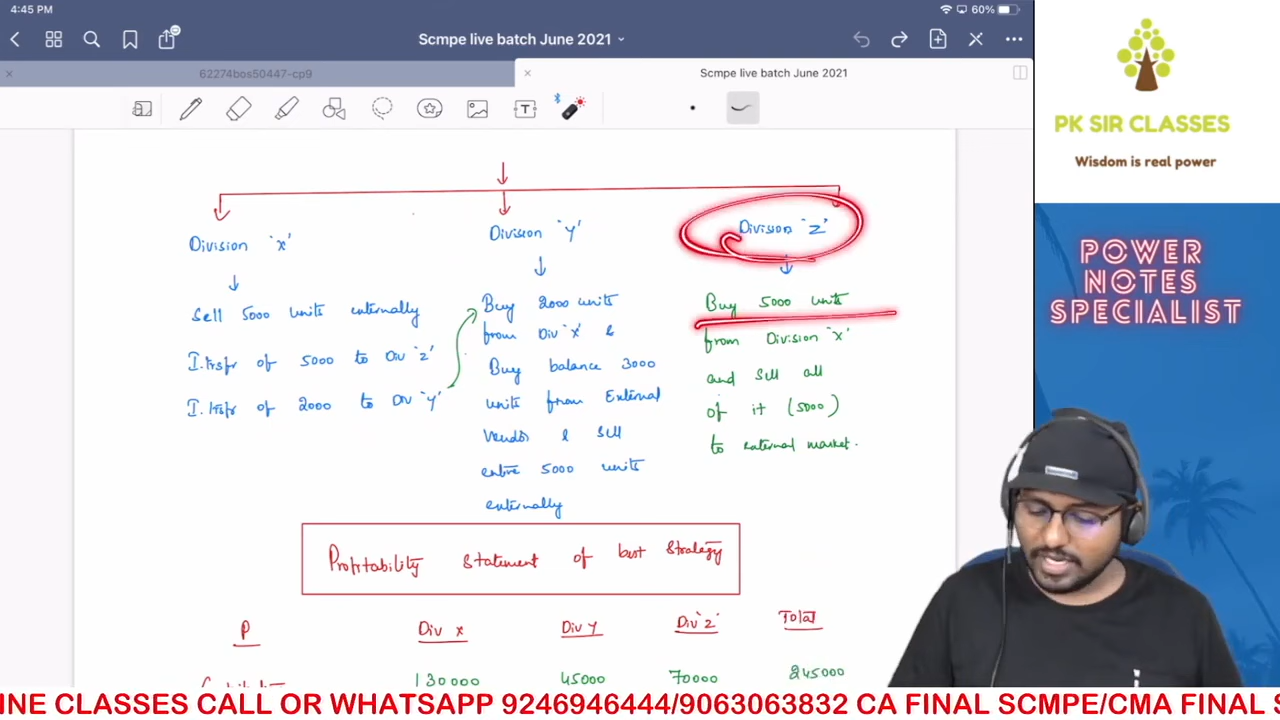 4:45 PM
60%
Scmpe live batch June 2021
62274bos50447-cp9
Scmpe live batch June 2021
PK SIR CLASSES
Wisdom is real power
POWER
NOTES
SPECIALIST
Division 'x'
Sell 5000 units externally
I.trsfr of 5000 to Div 'z'
I.trsfr of 2000 to Div 'y'
Division 'y'
Buy 2000 units
from Div 'x' &
Buy balance 3000
units from External
Vendor & sell
entire 5000 units
externally
Division 'z'
Buy 5000 units
from Division 'x'
and sell all
of it (5000)
to external market.
Profitability Statement of best Strategy
P Div x Div y Div 'z' Total
130000 45000 70000 245000
INE CLASSES CALL OR WHATSAPP 9246946444/9063063832 CA FINAL SCMPE/CMA FINAL S